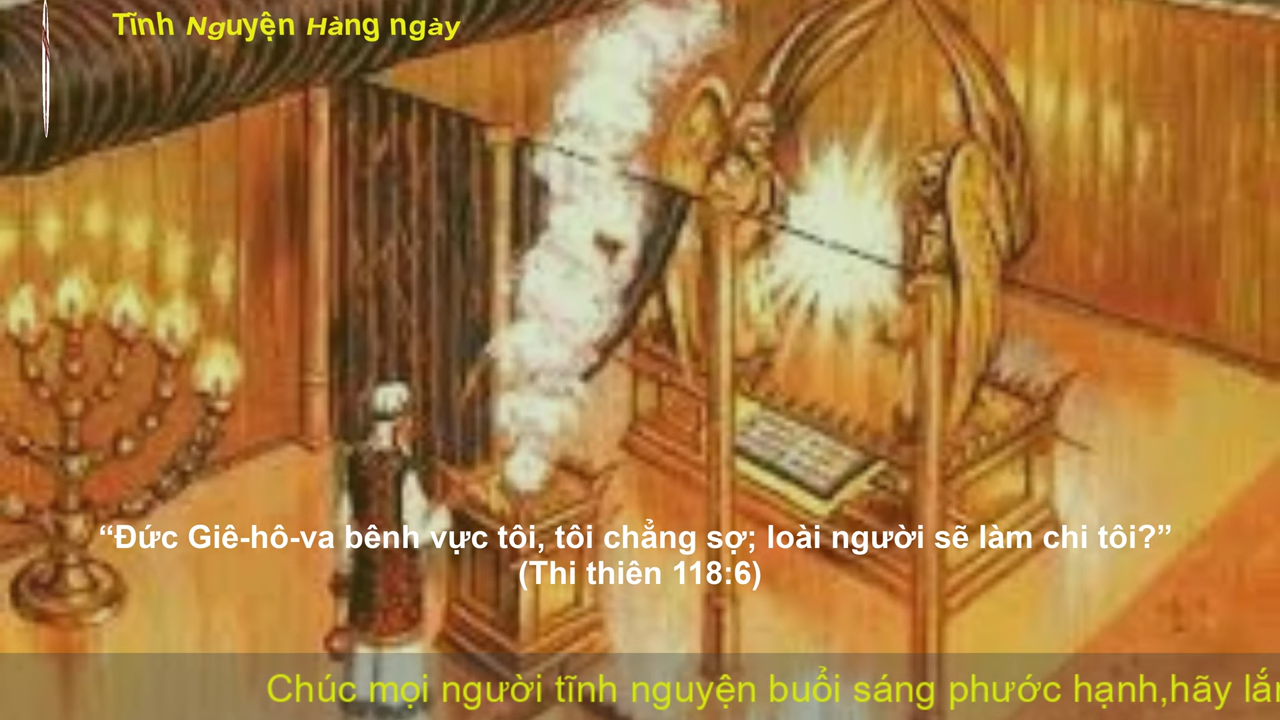 Tĩnh Nguyện Hàng ngày
“Đức Giê-hô-va bênh vực tôi, tôi chẳng sợ; loài người sẽ làm chi tôi?”
(Thi thiên 118:6)
Chúc mọi người tĩnh nguyện buổi sáng phước hạnh,hãy